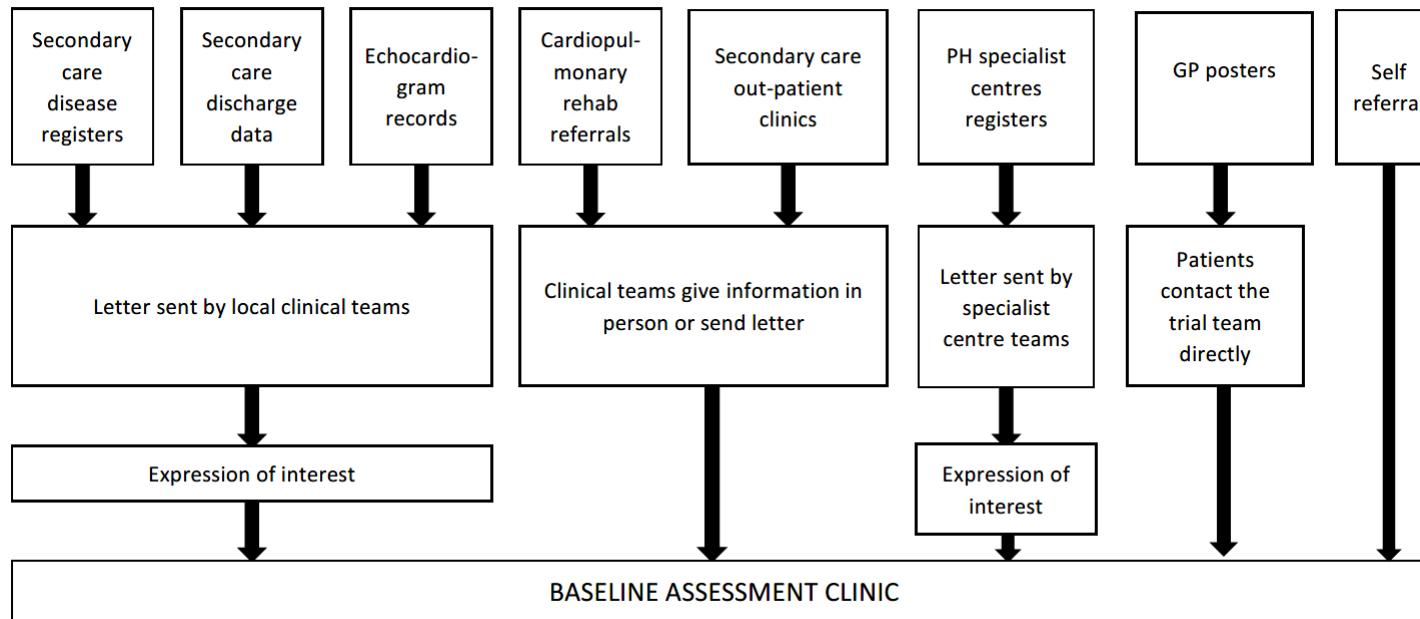 Secondary
care
disease
registers
Secondary
care
discharge
data
Echocardio-
gram
records
Cardiopul-
monary
rehab
referrals
Secondary care
out-patient
clinics
PH specialist
centres
registers
GP posters
Self
referra
Letter sent by local clinical teams
Clinical teams give information in
person or send letter
Letter sent by
specialist
centre teams
Patients
contact the
trial team
directly
Expression of interest
Expression of
interest
BASELINE ASSESSMENT CLINIC